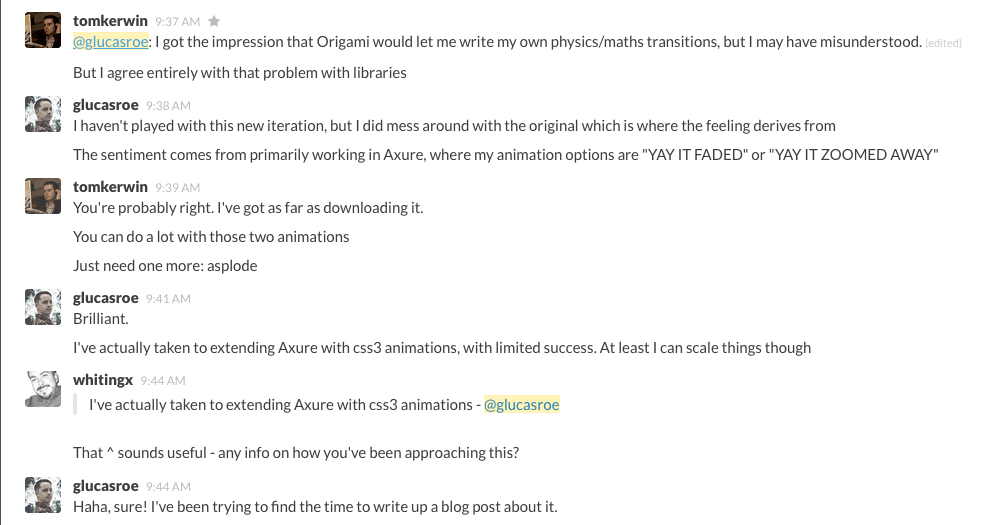 tomkerwin 9:37 AM ★
@glucasroe: I got the impression that Origami would let me write my own physics/maths transitions, but I may have misunderstood. (edited)
But I agree entirely with that problem with libraries
glucasroe 9:38 AM
I haven't played with this new iteration, but I did mess around with the original which is where the feeling derives from
The sentiment comes from primarily working in Axure, where my animation options are "YAY IT FADED" or "YAY IT ZOOMED AWAY"
tomkerwin 9:39 AM
You're probably right. I've got as far as downloading it.
You can do a lot with those two animations
Just need one more: asplode
glucasroe 9:41 AM
Brilliant.
I've actually taken to extending Axure with css3 animations, with limited success. At least I can scale things though
whitingx 9:44 AM
I've actually taken to extending Axure with css3 animations - @glucasroe
That ^ sounds useful - any info on how you've been approaching this?
glucasroe 9:44 AM
Haha, sure! I've been trying to find the time to write up a blog post about it.